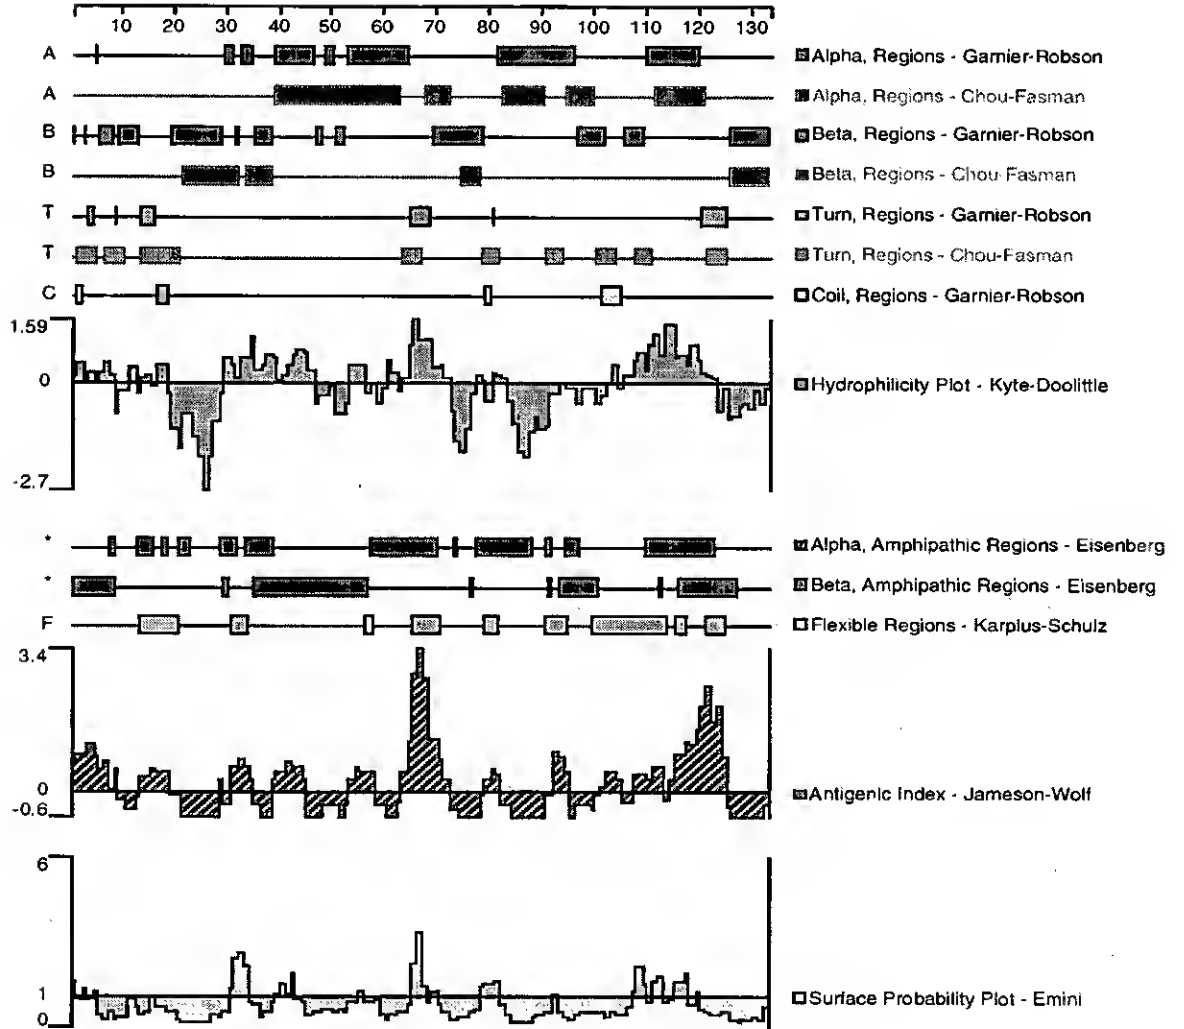 10 20 30 40 50 60 70 80 90 100 110 120 130
A Alpha, Regions - Garnier-Robson
A Alpha, Regions - Chou-Fasman
B Beta, Regions - Garnier-Robson
B Beta, Regions - Chou-Fasman
T Turn, Regions - Garnier-Robson
T Turn, Regions - Chou-Fasman
C Coil, Regions - Garnier-Robson
1.59
0 Hydrophilicity Plot - Kyte-Doolittle
-2.7
* Alpha, Amphipathic Regions - Eisenberg
* Beta, Amphipathic Regions - Eisenberg
F Flexible Regions - Karplus-Schulz
3.4
0 Antigenic Index - Jameson-Wolf
-0.6
6
1 Surface Probability Plot - Emini
0